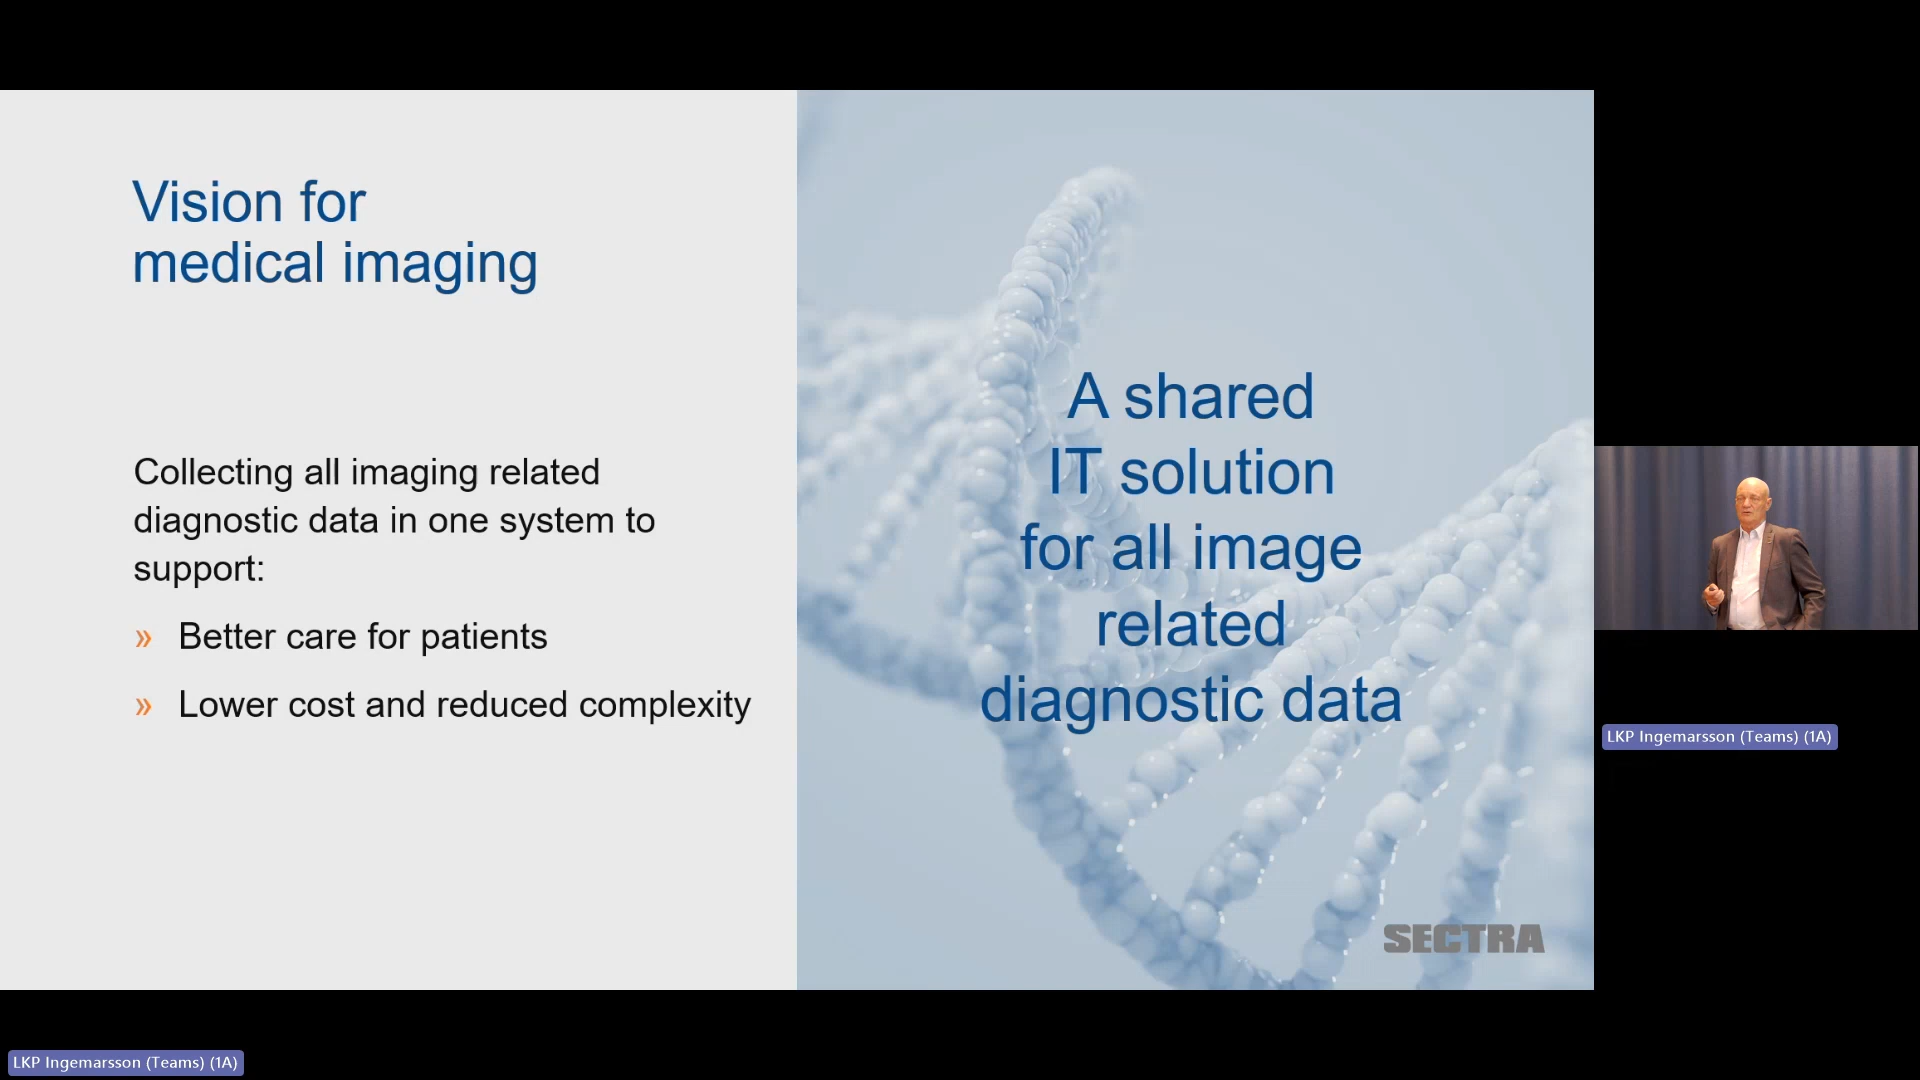 Vision for
medical imaging
Collecting all imaging related
diagnostic data in one system to
support:
» Better care for patients
» Lower cost and reduced complexity
A shared
IT solution
for all image
related
diagnostic data
SECTRA
LKP Ingemarsson (Teams) (1A)
LKP Ingemarsson (Teams) (1A)